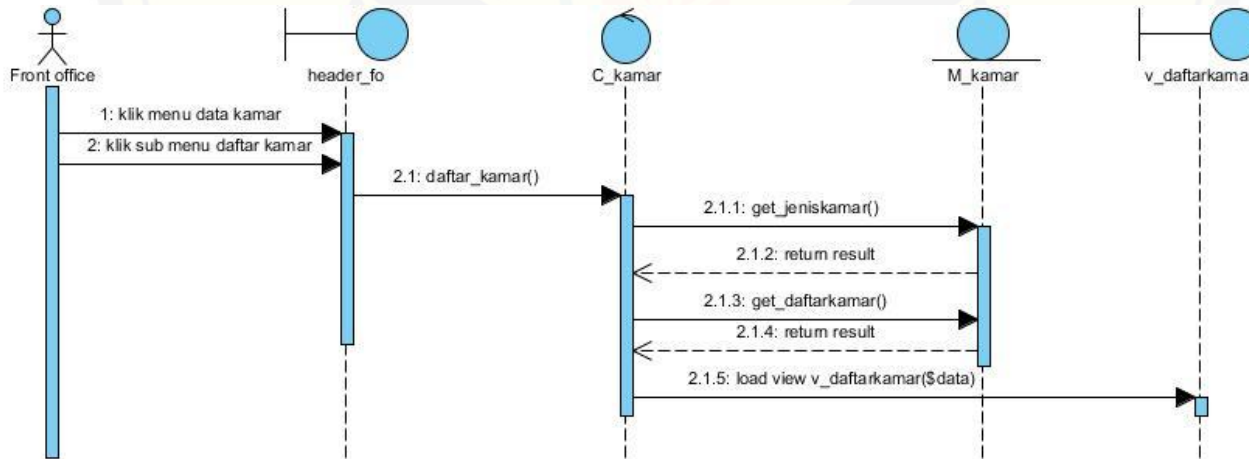 Front office
header_fo
C_kamar
M_kamar
v_daftarkamar
1: klik menu data kamar
2: klik sub menu daftar kamar
2.1: daftar_kamar()
2.1.1: get_jeniskamar()
2.1.2: return result
2.1.3: get_daftarkamar()
2.1.4: return result
2.1.5: load view v_daftarkamar($data)